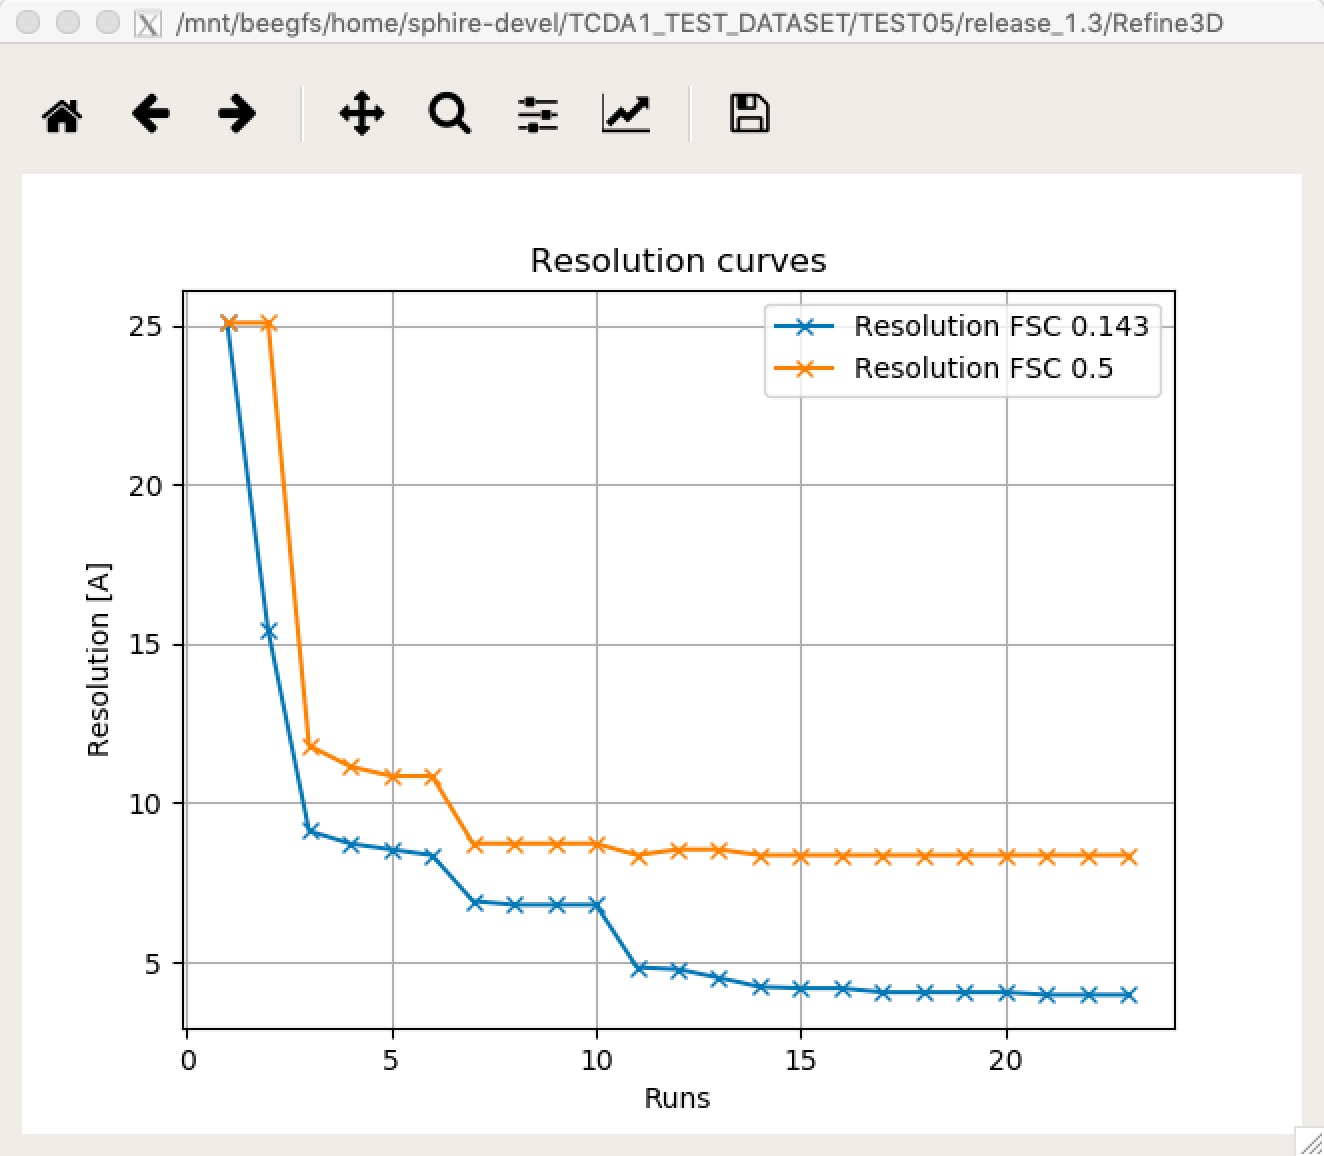 /mnt/beegfs/home/sphire-devel/TCDA1_TEST_DATASET/TEST05/release_1.3/Refine3D
Resolution curves
Resolution FSC 0.143
Resolution FSC 0.5
25
20
15
10
5
Resolution [A]
0 5 10 15 20
Runs